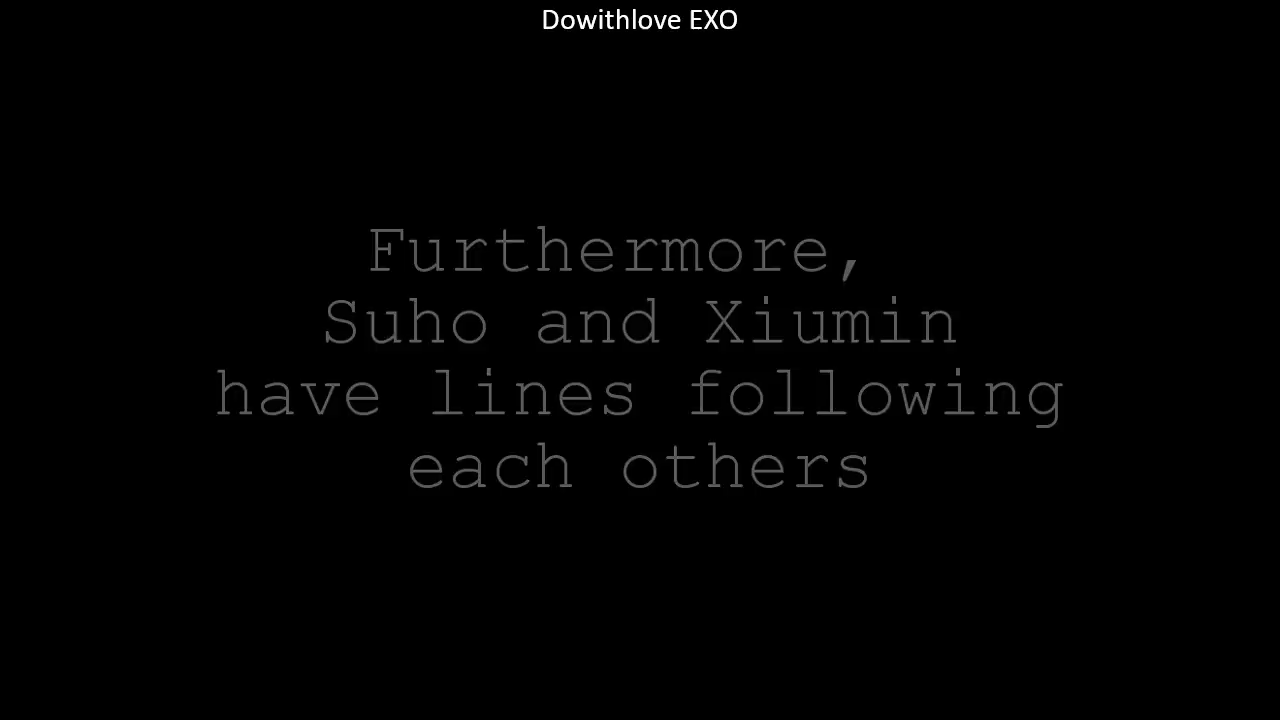 Dowithlove EXO
Furthermore,
Suho and Xiumin
have lines following
each others